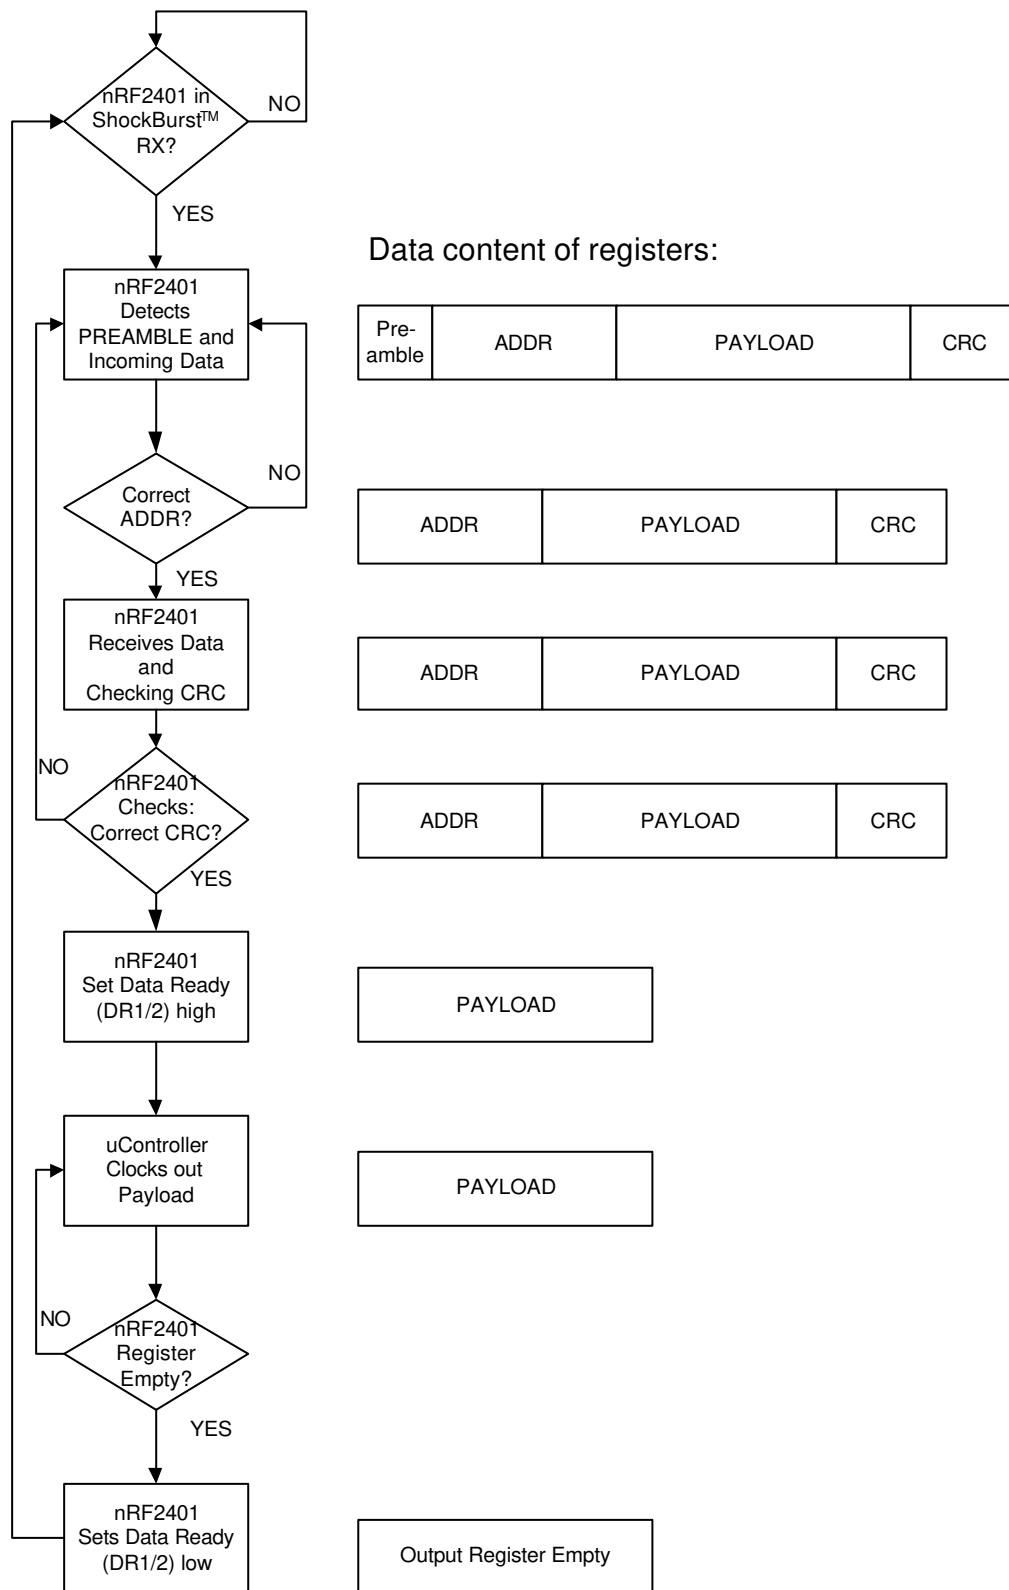 nRF2401 in
ShockBurst™
RX?
NO
YES
Data content of registers:
nRF2401
Detects
PREAMBLE and
Incoming Data
Pre-
amble
ADDR
PAYLOAD
CRC
NO
Correct
ADDR?
ADDR
PAYLOAD
CRC
YES
nRF2401
Receives Data
and
Checking CRC
ADDR
PAYLOAD
CRC
NO
nRF2401
Checks:
Correct CRC?
ADDR
PAYLOAD
CRC
YES
nRF2401
Set Data Ready
(DR1/2) high
PAYLOAD
uController
Clocks out
Payload
PAYLOAD
NO
nRF2401
Register
Empty?
YES
nRF2401
Sets Data Ready
(DR1/2) low
Output Register Empty